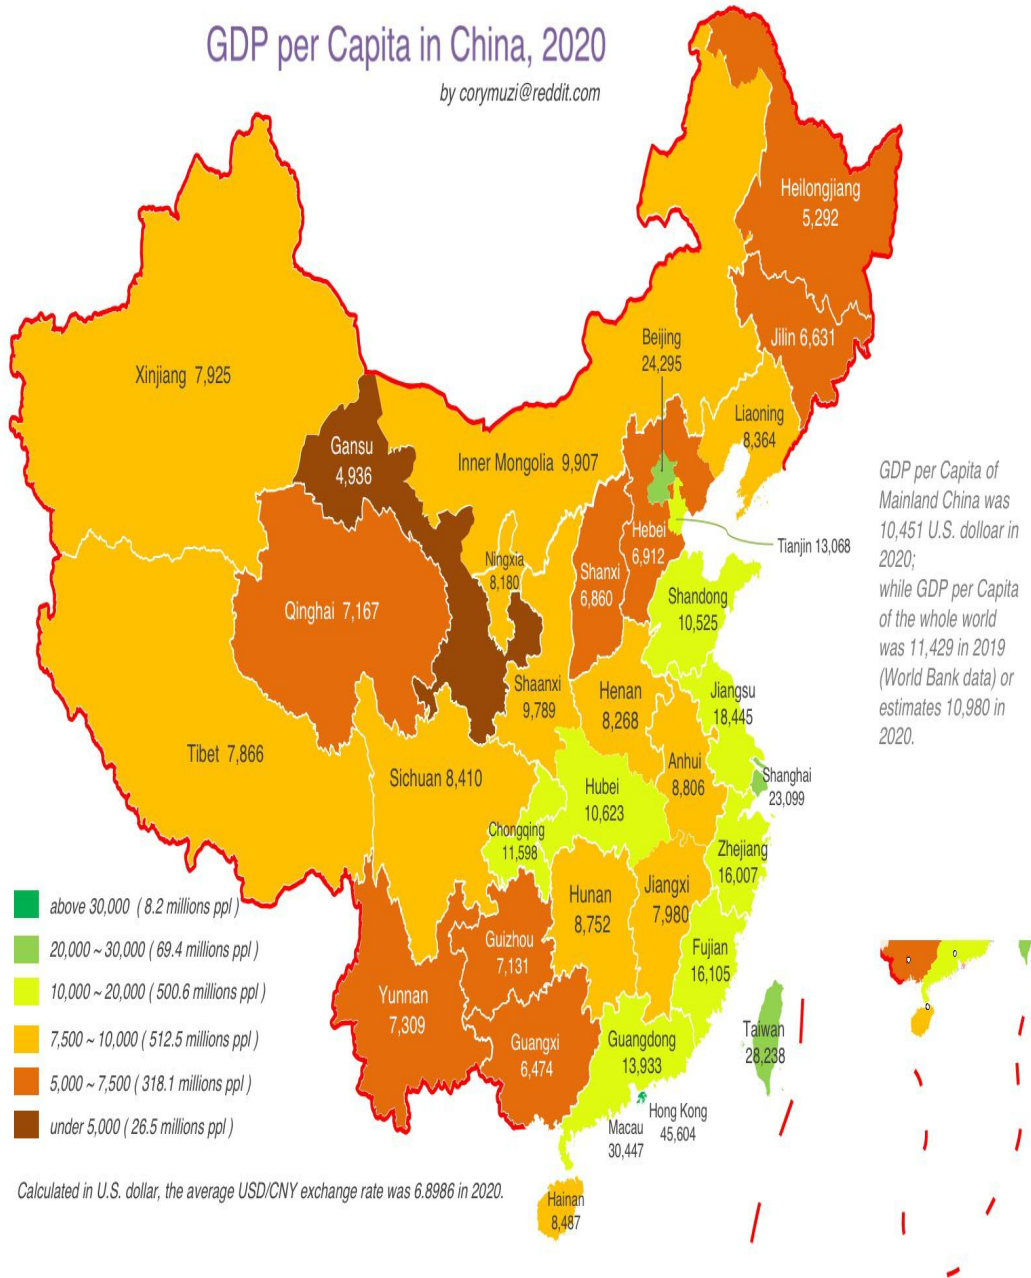 GDP per Capita in China, 2020
by corymuzi@reddit.com
Heilongjiang
5,292
Jilin 6,631
Beijing
24,295
Xinjiang 7,925
Liaoning
8,364
Gansu
4,936
Inner Mongolia 9,907
GDP per Capita of
Mainland China was
10,451 U.S. dolloar in
2020;
while GDP per Capita
of the whole world
was 11,429 in 2019
(World Bank data) or
estimates 10,980 in
2020.
Hebei
6,912
Tianjin 13,068
Ningxia
8,180
Shanxi
6,860
Shandong
10,525
Qinghai 7,167
Shaanxi
9,789
Henan
8,268
Jiangsu
18,445
Tibet 7,866
Sichuan 8,410
Anhui
8,806
Shanghai
23,099
Hubei
10,623
Chongqing
11,598
Zhejiang
16,007
Hunan
8,752
Jiangxi
7,980
above 30,000 ( 8.2 millions ppl )
20,000 ~ 30,000 ( 69.4 millions ppl )
10,000 ~ 20,000 ( 500.6 millions ppl )
7,500 ~ 10,000 ( 512.5 millions ppl )
5,000 ~ 7,500 ( 318.1 millions ppl )
under 5,000 ( 26.5 millions ppl )
Guizhou
7,131
Fujian
16,105
Yunnan
7,309
Guangxi
6,474
Guangdong
13,933
Taiwan
28,238
Hong Kong
45,604
Macau
30,447
Calculated in U.S. dollar, the average USD/CNY exchange rate was 6.8986 in 2020.
Hainan
8,487